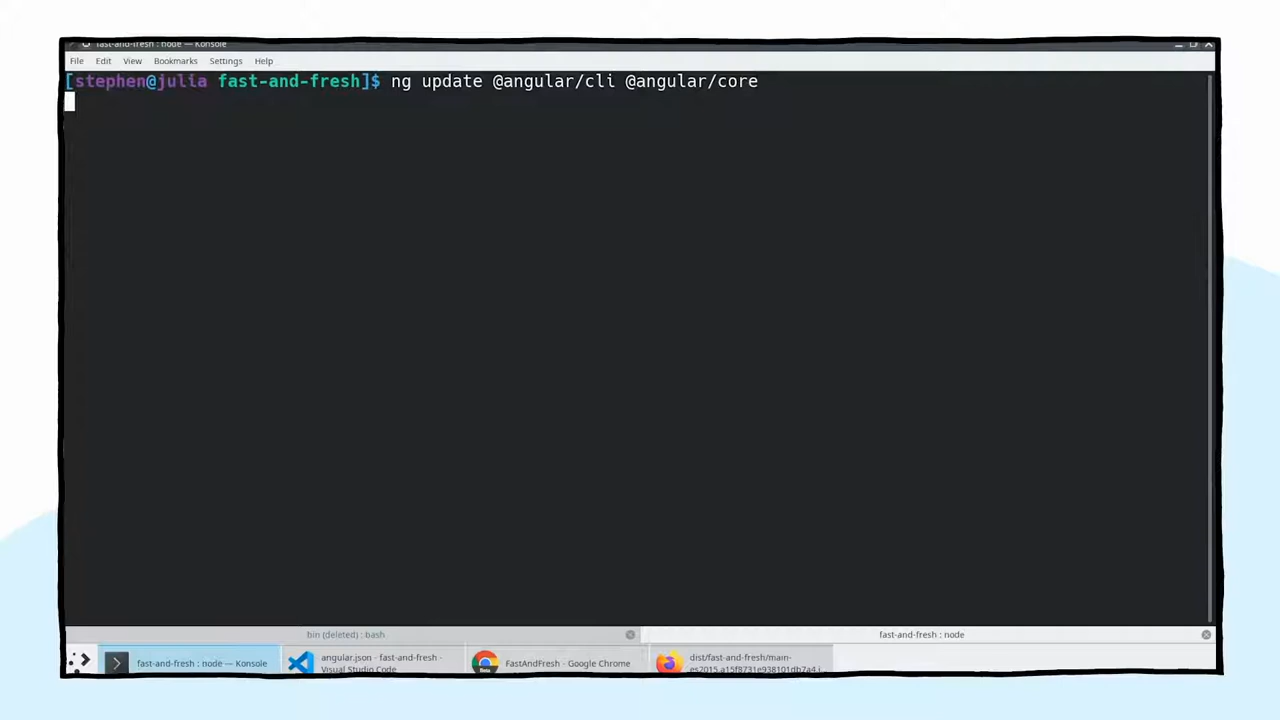 fast-and-fresh : node — Konsole
File Edit View Bookmarks Settings Help
[stephen@julia fast-and-fresh]$ ng update @angular/cli @angular/core
bin (deleted) : bash
fast-and-fresh : node
fast-and-fresh : node — Konsole
angular.json - fast-and-fresh -
Visual Studio Code
FastAndFresh - Google Chrome
dist/fast-and-fresh/main-
es2015.a15f8731e938101db7a4.j...